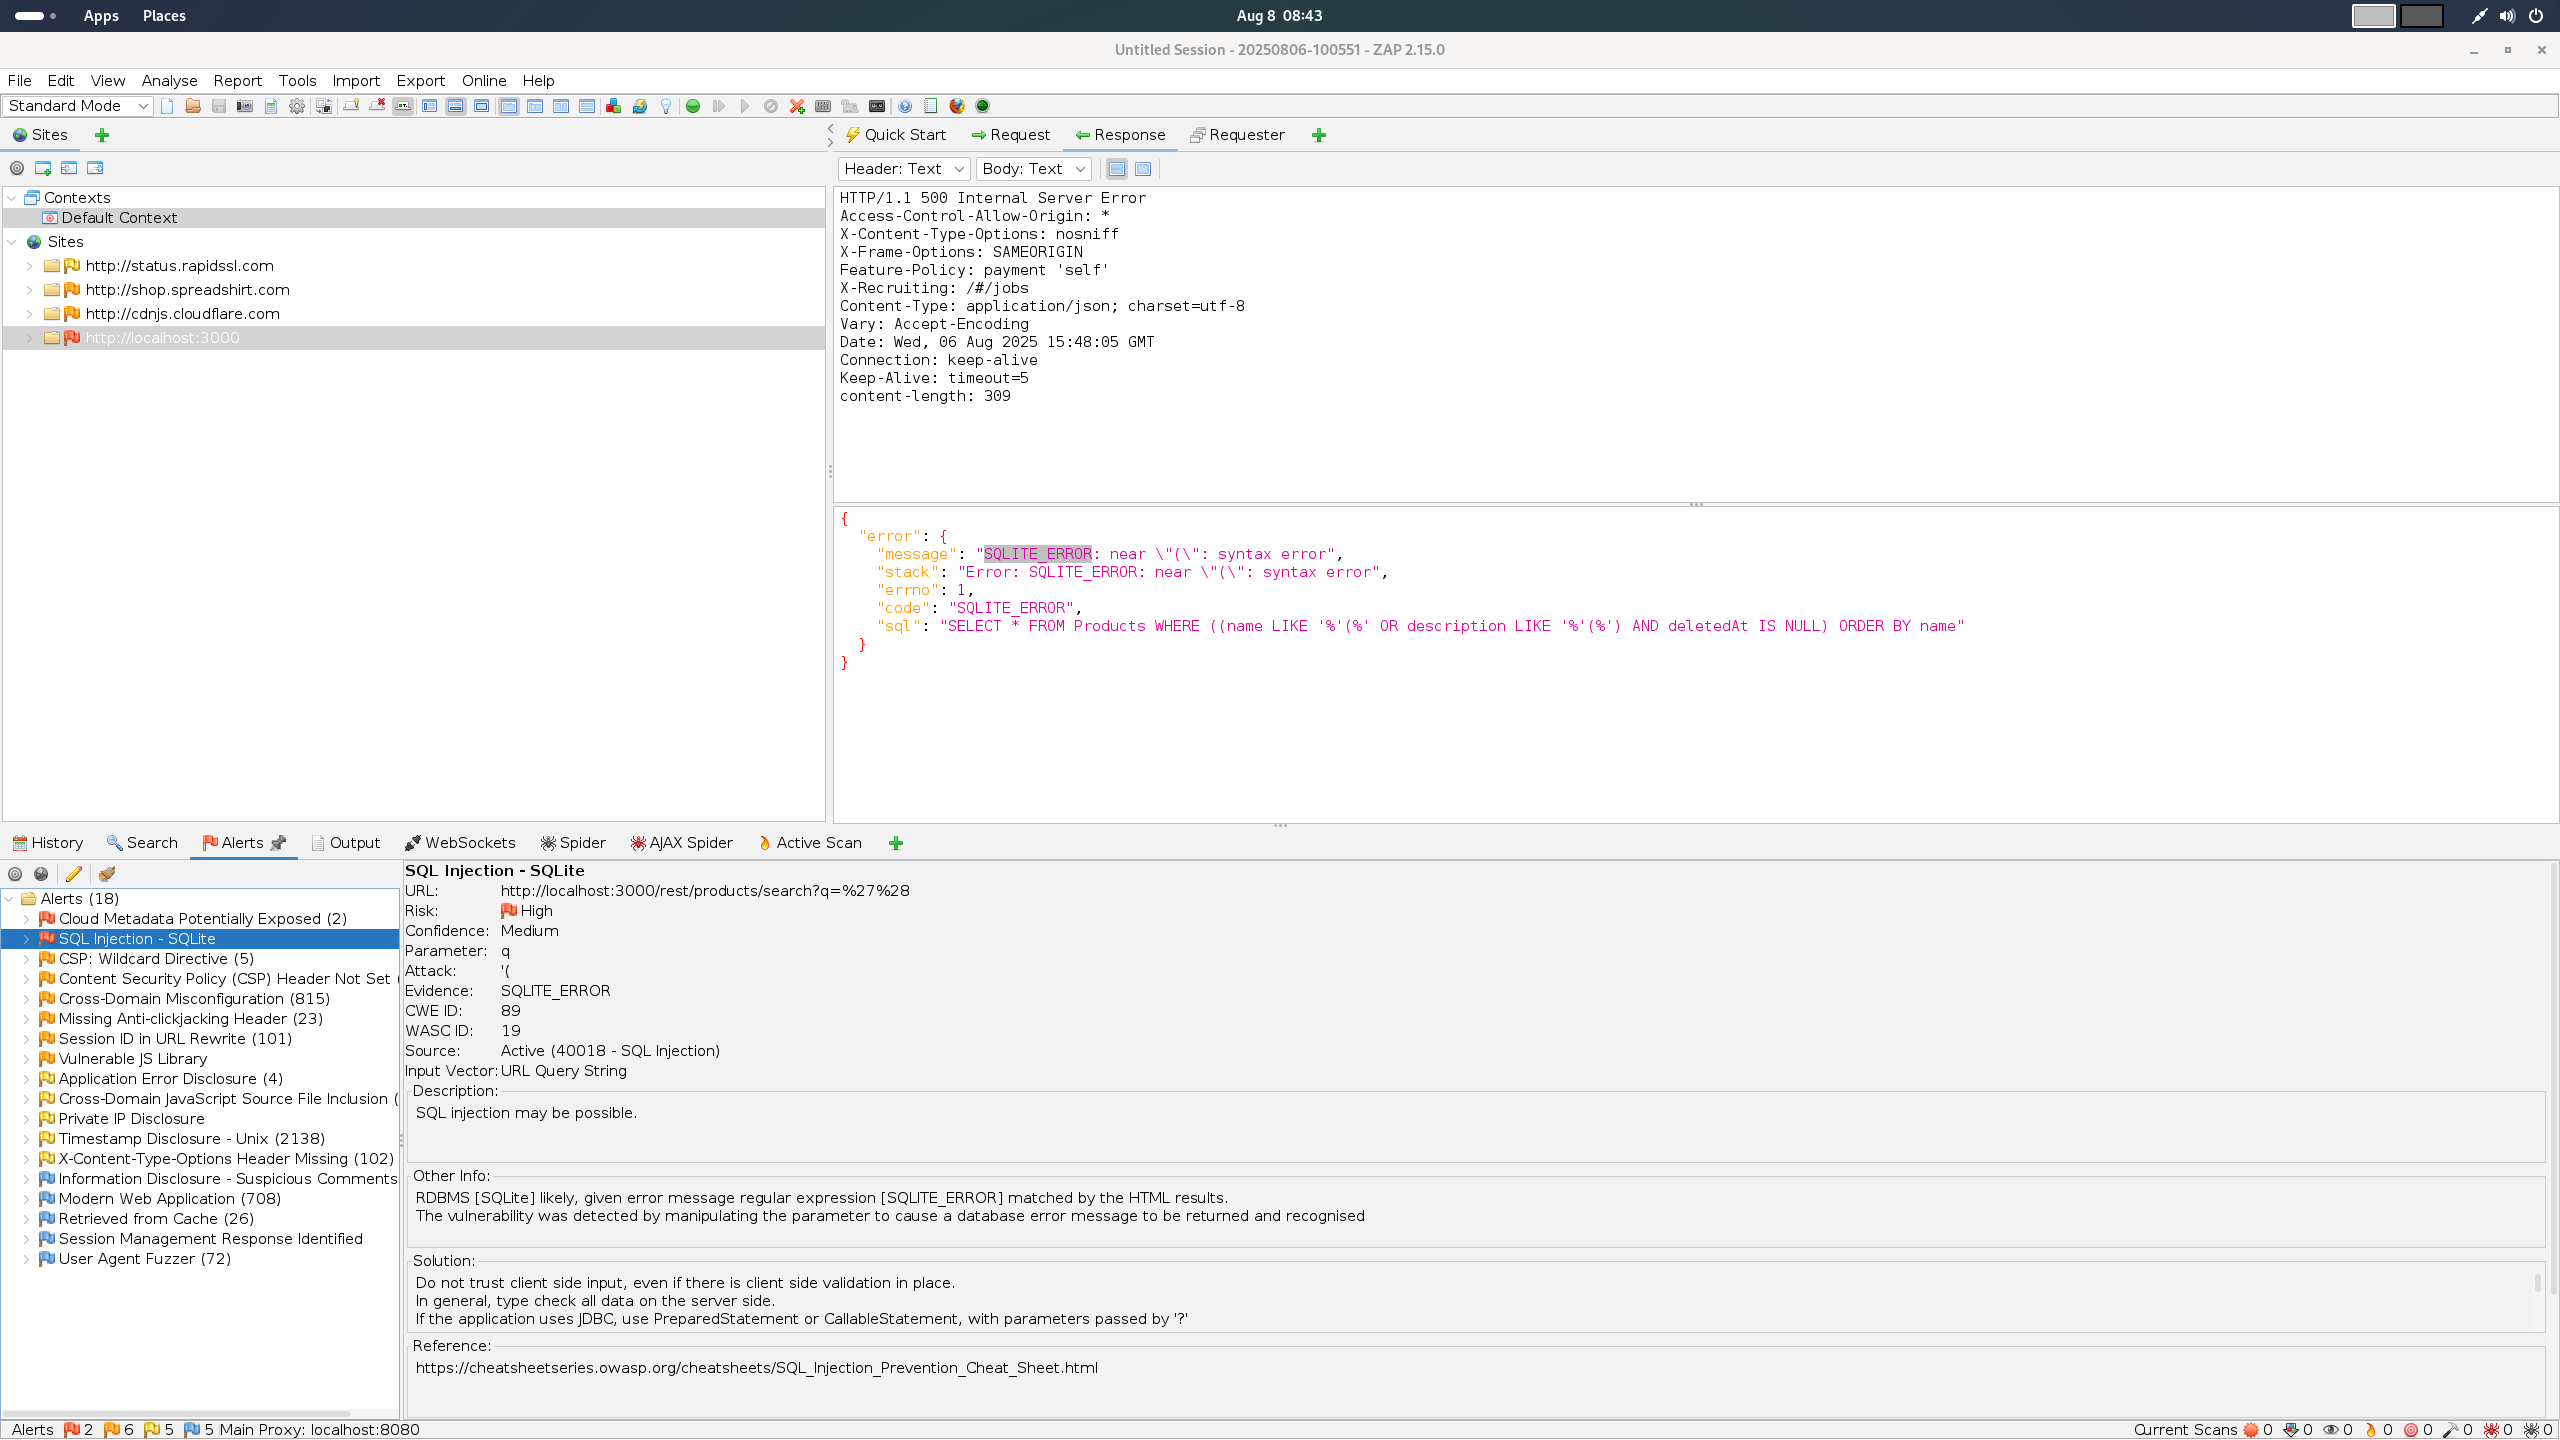 Apps Places Aug 8 08:43
Untitled Session - 20250806-100551 - ZAP 2.15.0
File Edit View Analyse Report Tools Import Export Online Help
Standard Mode
Sites
Quick Start Request Response Requester
Header: Text Body: Text
Contexts
Default Context
Sites
http://status.rapidssl.com
http://shop.spreadshirt.com
http://cdnjs.cloudflare.com
http://localhost:3000
HTTP/1.1 500 Internal Server Error
Access-Control-Allow-Origin: *
X-Content-Type-Options: nosniff
X-Frame-Options: SAMEORIGIN
Feature-Policy: payment 'self'
X-Recruiting: /#/jobs
Content-Type: application/json; charset=utf-8
Vary: Accept-Encoding
Date: Wed, 06 Aug 2025 15:48:05 GMT
Connection: keep-alive
Keep-Alive: timeout=5
content-length: 309
{
"error": {
"message": "SQLITE_ERROR: near \"(\": syntax error",
"stack": "Error: SQLITE_ERROR: near \"(\": syntax error",
"errno": 1,
"code": "SQLITE_ERROR",
"sql": "SELECT * FROM Products WHERE ((name LIKE '%'(%' OR description LIKE '%'(%') AND deletedAt IS NULL) ORDER BY name"
}
}
History Search Alerts Output WebSockets Spider AJAX Spider Active Scan
Alerts (18)
Cloud Metadata Potentially Exposed (2)
SQL Injection - SQLite
CSP: Wildcard Directive (5)
Content Security Policy (CSP) Header Not Set (
Cross-Domain Misconfiguration (815)
Missing Anti-clickjacking Header (23)
Session ID in URL Rewrite (101)
Vulnerable JS Library
Application Error Disclosure (4)
Cross-Domain JavaScript Source File Inclusion (
Private IP Disclosure
Timestamp Disclosure - Unix (2138)
X-Content-Type-Options Header Missing (102)
Information Disclosure - Suspicious Comments
Modern Web Application (708)
Retrieved from Cache (26)
Session Management Response Identified
User Agent Fuzzer (72)
SQL Injection - SQLite
URL: http://localhost:3000/rest/products/search?q=%27%28
Risk: High
Confidence: Medium
Parameter: q
Attack: '(
Evidence: SQLITE_ERROR
CWE ID: 89
WASC ID: 19
Source: Active (40018 - SQL Injection)
Input Vector: URL Query String
Description:
SQL injection may be possible.
Other Info:
RDBMS [SQLite] likely, given error message regular expression [SQLITE_ERROR] matched by the HTML results.
The vulnerability was detected by manipulating the parameter to cause a database error message to be returned and recognised
Solution:
Do not trust client side input, even if there is client side validation in place.
In general, type check all data on the server side.
If the application uses JDBC, use PreparedStatement or CallableStatement, with parameters passed by '?'
Reference:
https://cheatsheetseries.owasp.org/cheatsheets/SQL_Injection_Prevention_Cheat_Sheet.html
Alerts 2 6 5 5 Main Proxy: localhost:8080 Current Scans 0 0 0 0 0 0 0 0